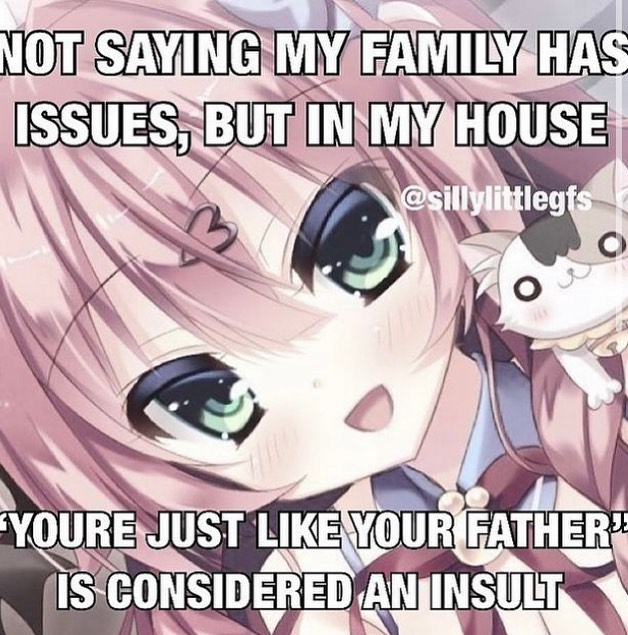 NOT SAYING MY FAMILY HAS
ISSUES, BUT IN MY HOUSE
@sillylittlegfs
“YOURE JUST LIKE YOUR FATHER”
IS CONSIDERED AN INSULT